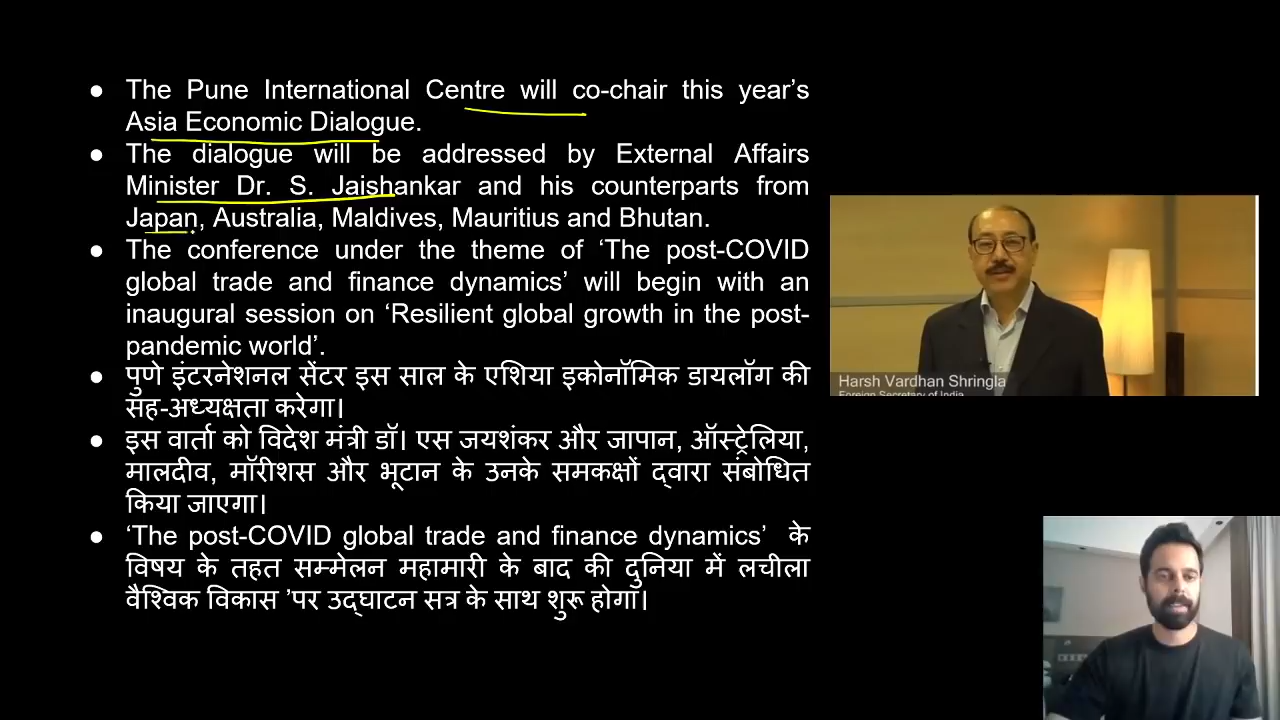 ● The Pune International Centre will co-chair this year's
Asia Economic Dialogue.
● The dialogue will be addressed by External Affairs
Minister Dr. S. Jaishankar and his counterparts from
Japan, Australia, Maldives, Mauritius and Bhutan.
● The conference under the theme of ‘The post-COVID
global trade and finance dynamics’ will begin with an
inaugural session on ‘Resilient global growth in the post-
pandemic world’.
● पुणे इंटरनेशनल सेंटर इस साल के एशिया इकोनॉमिक डायलॉग की
सह-अध्यक्षता करेगा।
● इस वार्ता को विदेश मंत्री डॉ। एस जयशंकर और जापान, ऑस्ट्रेलिया,
मालदीव, मॉरीशस और भूटान के उनके समकक्षों द्वारा संबोधित
किया जाएगा।
● ‘The post-COVID global trade and finance dynamics’ के
विषय के तहत सम्मेलन महामारी के बाद की दुनिया में लचीला
वैश्विक विकास ’पर उद्घाटन सत्र के साथ शुरू होगा।
Harsh Vardhan Shringla
Foreign Secretary of India